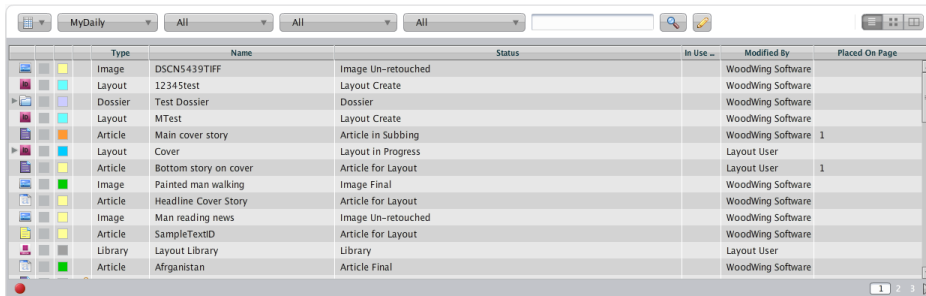 MyDaily All All All
Type Name Status In Use ... Modified By Placed On Page
Image DSCN5439TIFF Image Un-retouched WoodWing Software
Layout 12345test Layout Create WoodWing Software
Dossier Test Dossier Dossier WoodWing Software
Layout MTest Layout Create WoodWing Software
Article Main cover story Article in Subbing WoodWing Software 1
Layout Cover Layout in Progress Layout User
Article Bottom story on cover Article for Layout Layout User 1
Image Painted man walking Image Final WoodWing Software
Article Headline Cover Story Article for Layout WoodWing Software
Image Man reading news Image Un-retouched WoodWing Software
Article SampleTextID Article for Layout WoodWing Software
Library Layout Library Library Layout User
Article Afrganistan Article Final WoodWing Software
1 2 3